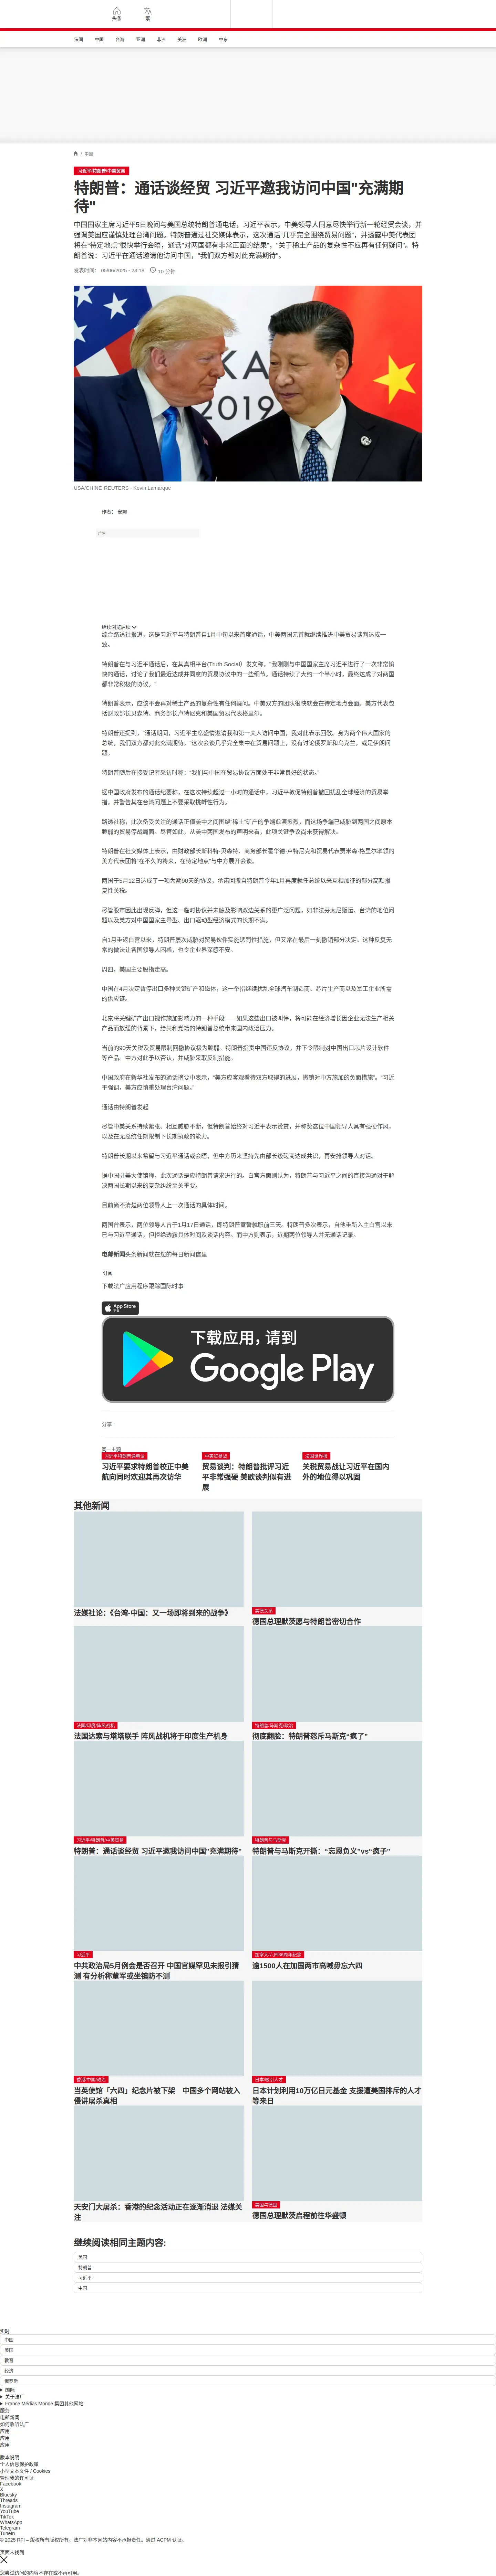 头条
繁
法国
中国
台海
亚洲
非洲
美洲
欧洲
中东
/ 法国
习近平/特朗普/中美贸易
特朗普：通话谈经贸 习近平邀我访问中国"充满期
待"
中国国家主席习近平5日晚间与美国总统特朗普通电话，习近平表示，中美领导人同意尽快举行新一轮经贸会谈，并
强调美国应谨慎处理台湾问题。特朗普通过社交媒体表示，这次通话“几乎完全围绕贸易问题”，并透露中美代表团
将在“待定地点”很快举行会晤，通话“对两国都有非常正面的结果”，“关于稀土产品的复杂性不应再有任何疑问”。特
朗普说：习近平在通话邀请他访问中国，"我们双方都对此充满期待"。
发表时间： 05/06/2025 - 23:18
10 分钟
KA
2019
USA/CHINE REUTERS - Kevin Lamarque
作者： 安娜
广告
继续浏览后续
综合路透社报道，这是习近平与特朗普自1月中旬以来首度通话，中美两国元首就继续推进中美贸易谈判达成一
致。
特朗普在与习近平通话后，在其真相平台(Truth Social）发文称，“我刚刚与中国国家主席习近平进行了一次非常愉
快的通话，讨论了我们最近达成并同意的贸易协议中的一些细节。通话持续了大约一个半小时，最终达成了对两国
都非常积极的协议。”
特朗普表示，应该不会再对稀土产品的复杂性有任何疑问。中美双方的团队很快就会在待定地点会面。美方代表包
括财政部长贝森特、商务部长卢特尼克和美国贸易代表格里尔。
特朗普还提到，“通话期间，习近平主席盛情邀请我和第一夫人访问中国，我对此表示回敬。身为两个伟大国家的
总统，我们双方都对此充满期待。”这次会谈几乎完全集中在贸易问题上，没有讨论俄罗斯和乌克兰，或是伊朗问
题。
特朗普随后在接受记者采访时称：“我们与中国在贸易协议方面处于非常良好的状态。”
据中国政府发布的通话纪要称，在这次持续超过一小时的通话中，习近平敦促特朗普撤回扰乱全球经济的贸易举
措，并警告其在台湾问题上不要采取挑衅性行为。
路透社称，此次备受关注的通话正值美中之间围绕“稀土”矿产的争端愈演愈烈，而这场争端已威胁到两国之间原本
脆弱的贸易停战局面。尽管如此，从美中两国发布的声明来看，此项关键争议尚未获得解决。
特朗普在社交媒体上表示，由财政部长斯科特·贝森特、商务部长霍华德·卢特尼克和贸易代表贾米森·格里尔率领的
美方代表团将“在不久的将来，在待定地点”与中方展开会谈。
两国于5月12日达成了一项为期90天的协议，承诺回撤自特朗普今年1月再度就任总统以来互相加征的部分高额报
复性关税。
尽管股市因此出现反弹，但这一临时协议并未触及影响双边关系的更广泛问题，如非法芬太尼贩运、台湾的地位问
题以及美方对中国国家主导型、出口驱动型经济模式的长期不满。
自1月重返白宫以来，特朗普屡次威胁对贸易伙伴实施惩罚性措施，但又常在最后一刻撤销部分决定。这种反复无
常的做法让各国领导人困惑，也令企业界深感不安。
周四，美国主要股指走高。
中国在4月决定暂停出口多种关键矿产和磁体，这一举措继续扰乱全球汽车制造商、芯片生产商以及军工企业所需
的供应链。
北京将关键矿产出口视作施加影响力的一种手段——如果这些出口被叫停，将可能在经济增长因企业无法生产相关
产品而放缓的背景下，给共和党籍的特朗普总统带来国内政治压力。
当前的90天关税及贸易限制回撤协议极为脆弱。特朗普指责中国违反协议，并下令限制对中国出口芯片设计软件
等产品。中方对此予以否认，并威胁采取反制措施。
中国政府在新华社发布的通话摘要中表示，“美方应客观看待双方取得的进展，撤销对中方施加的负面措施”。“习近
平强调，美方应慎重处理台湾问题。”
通话由特朗普发起
尽管中美关系持续紧张、相互威胁不断，但特朗普始终对习近平表示赞赏，并称赞这位中国领导人具有强硬作风，
以及在无总统任期限制下长期执政的能力。
特朗普长期以来希望与习近平通话或会晤，但中方历来坚持先由部长级磋商达成共识，再安排领导人对话。
据中国驻美大使馆称，此次通话是应特朗普请求进行的。白宫方面则认为，特朗普与习近平之间的直接沟通对于解
决两国长期以来的复杂纠纷至关重要。
目前尚不清楚两位领导人上一次通话的具体时间。
两国曾表示，两位领导人曾于1月17日通话，即特朗普宣誓就职前三天。特朗普多次表示，自他重新入主白宫以来
已与习近平通话，但拒绝透露具体时间及谈话内容。而中方则表示，近期两位领导人并无通话记录。
电邮新闻头条新闻就在您的每日新闻信里
订阅
下载法广应用程序跟踪国际时事
App Store
下载
下载应用，请到
Google Play
分享 :
同一主题
习近平特朗普通电话
习近平要求特朗普校正中美
航向同时欢迎其再次访华
中美贸易战
贸易谈判：特朗普批评习近
平非常强硬 美欧谈判似有进
展
法国世界报
关税贸易战让习近平在国内
外的地位得以巩固
其他新闻
法媒社论：《台湾-中国：又一场即将到来的战争》
美德关系
德国总理默茨愿与特朗普密切合作
法国/印度/阵风战机
法国达索与塔塔联手 阵风战机将于印度生产机身
特朗普/马斯克/政治
彻底翻脸：特朗普怒斥马斯克“疯了”
习近平/特朗普/中美贸易
特朗普：通话谈经贸 习近平邀我访问中国"充满期待"
特朗普与马斯克
特朗普与马斯克开撕：“忘恩负义”vs“疯子”
习近平
中共政治局5月例会是否召开 中国官媒罕见未报引猜
测 有分析称董军或坐镇防不测
加拿大/六四36周年纪念
逾1500人在加国两市高喊毋忘六四
香港/中国/政治
当英使馆「六四」纪念片被下架　中国多个网站被入
侵讲屠杀真相
日本/吸引人才
日本计划利用10万亿日元基金 支援遭美国排斥的人才
等来日
天安门大屠杀：香港的纪念活动正在逐渐消退 法媒关
注
美国与德国
德国总理默茨启程前往华盛顿
继续阅读相同主题内容:
美国
特朗普
习近平
中国
实时
中国
美国
教育
经济
俄罗斯
国际
关于法广
France Médias Monde 集团其他网站
服务
电邮新闻
如何收听法广
应用
应用
应用
版本说明
个人信息保护政策
小型文本文件 / Cookies
管理我的许可证
Facebook
X
Bluesky
Threads
Instagram
YouTube
TikTok
WhatsApp
Telegram
TuneIn
© 2025 RFI – 版权所有版权所有。法广对非本网站内容不承担责任。通过 ACPM 认证。
页面未找到
您尝试访问的内容不存在或不再可用。